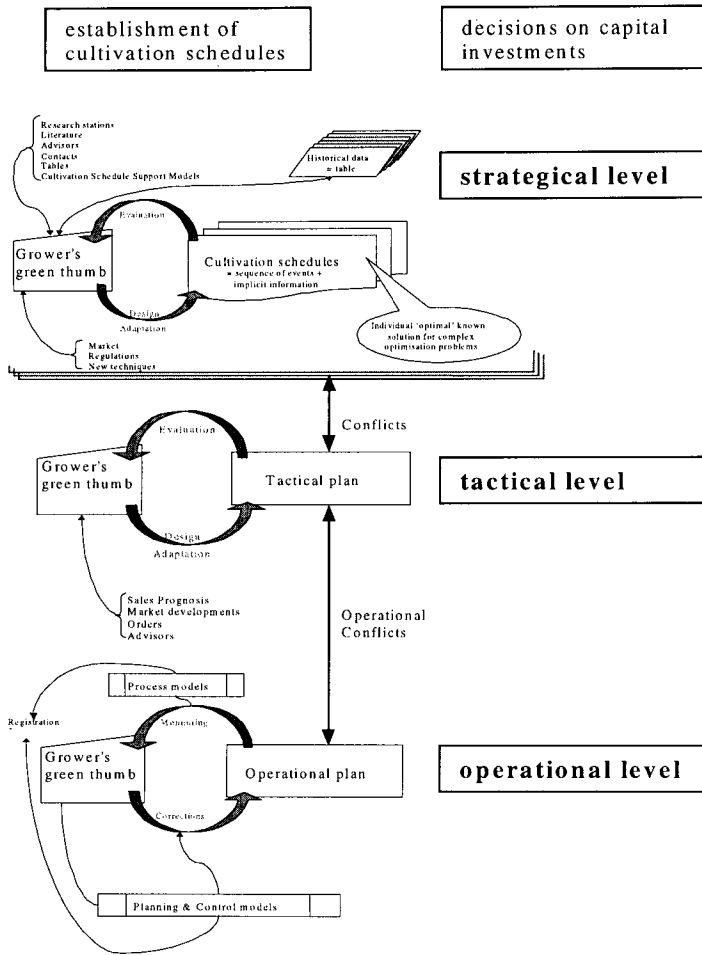 establishment of
cultivation schedules
decisions on capital
investments
Research stations
Literature
Advisors
Contacts
Tables
Cultivation Schedule Support Models
Historical data
= table
strategical level
Evaluation
Grower's
green thumb
Cultivation schedules
= sequence of events +
implicit information
Design
Adaptation
Individual 'optimal' known
solution for complex
optimisation problems
Market
Regulations
New techniques
Conflicts
Evaluation
Grower's
green thumb
Tactical plan
tactical level
Design
Adaptation
Sales Prognosis
Market developments
Orders
Advisors
Operational
Conflicts
Process models
Registration
Monitoring
Grower's
green thumb
Operational plan
operational level
Corrections
Planning & Control models